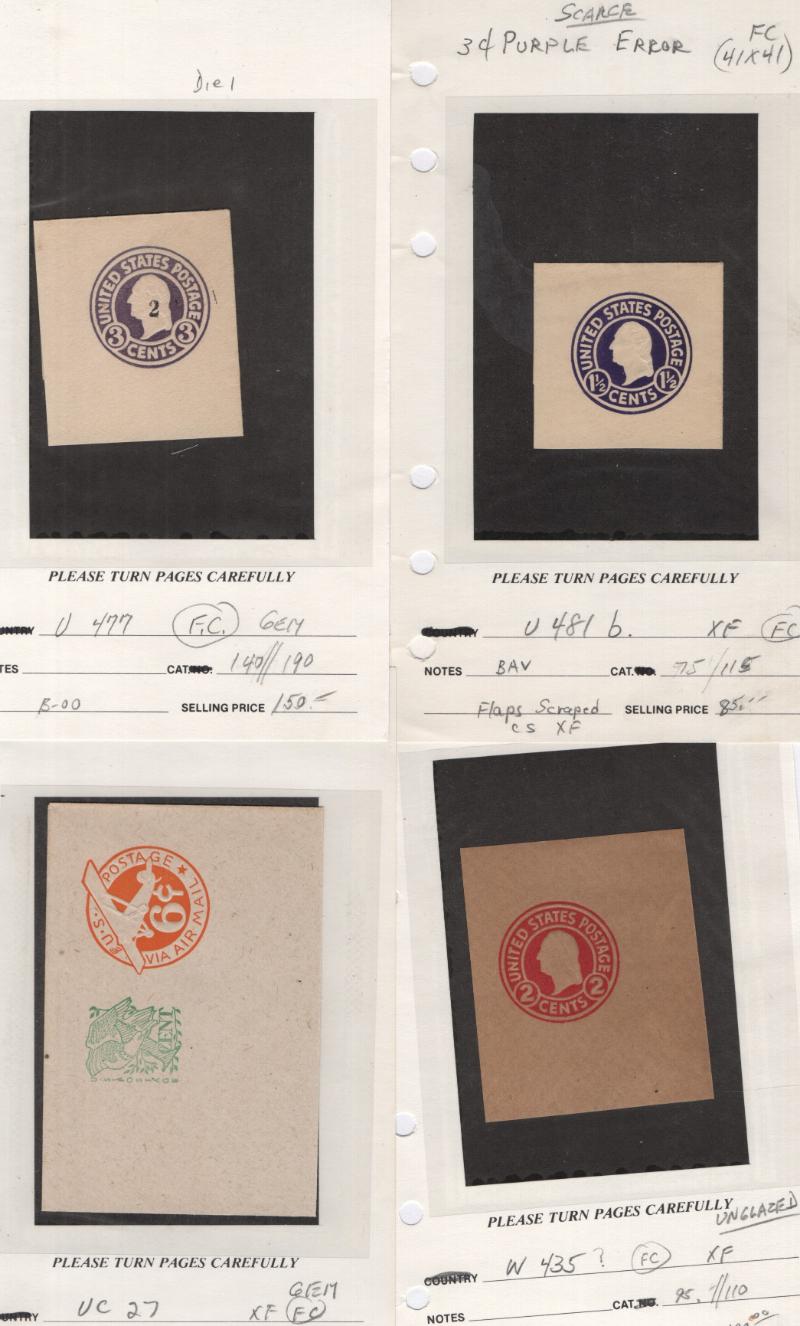 Die 1
UNITED STATES POSTAGE
2
3 CENTS 3
PLEASE TURN PAGES CAREFULLY
U 477 F.C. GEM
CAT. 140//190
B-00 SELLING PRICE 150.-
SCARCE
3¢ PURPLE ERROR FC
(41X41)
UNITED STATES POSTAGE
1½ CENTS 1½
PLEASE TURN PAGES CAREFULLY
U 481 b. XF FC
NOTES BAV CAT. 75/115
Flaps Scraped SELLING PRICE 85.--
CS XF
U.S. POSTAGE
6¢
VIA AIR MAIL
CENT
U.S. POSTAGE
PLEASE TURN PAGES CAREFULLY
GEM
UC 27 XF FC
UNITED STATES POSTAGE
2 CENTS 2
PLEASE TURN PAGES CAREFULLY
UNGLAZED
COUNTRY W 435? FC XF
NOTES CAT. NO. 95.//110